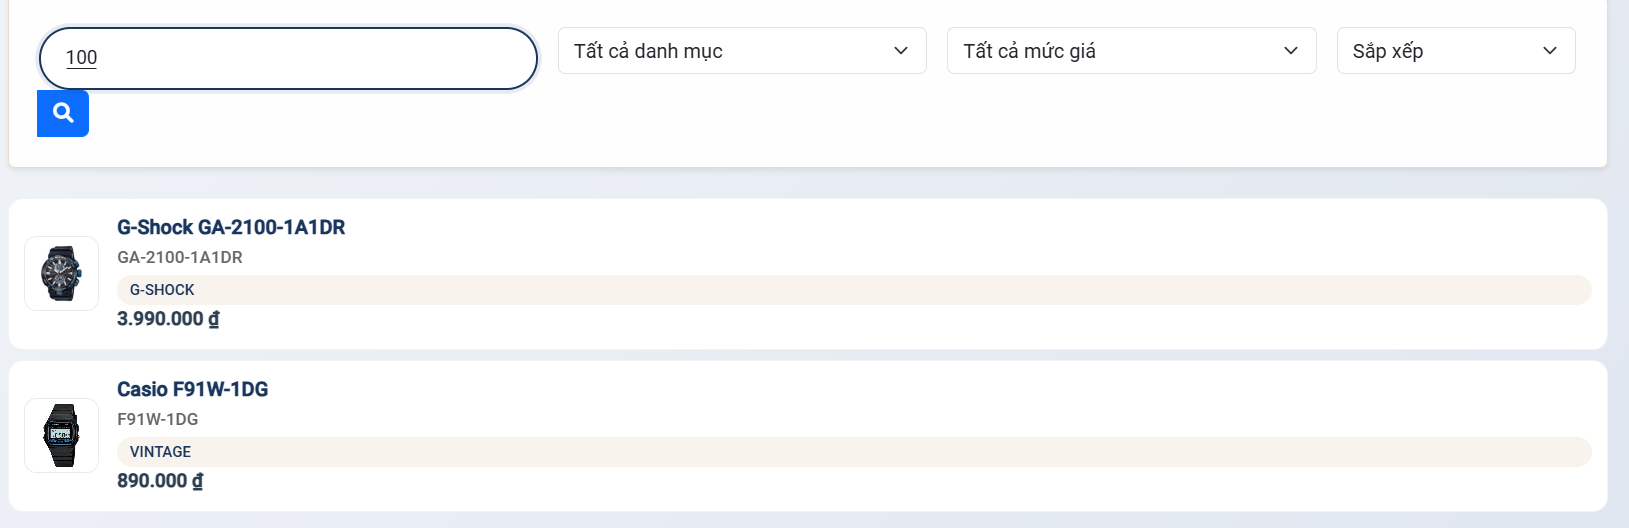 100
Tất cả danh mục
Tất cả mức giá
Sắp xếp
G-Shock GA-2100-1A1DR
GA-2100-1A1DR
G-SHOCK
3.990.000 ₫
Casio F91W-1DG
F91W-1DG
VINTAGE
890.000 ₫